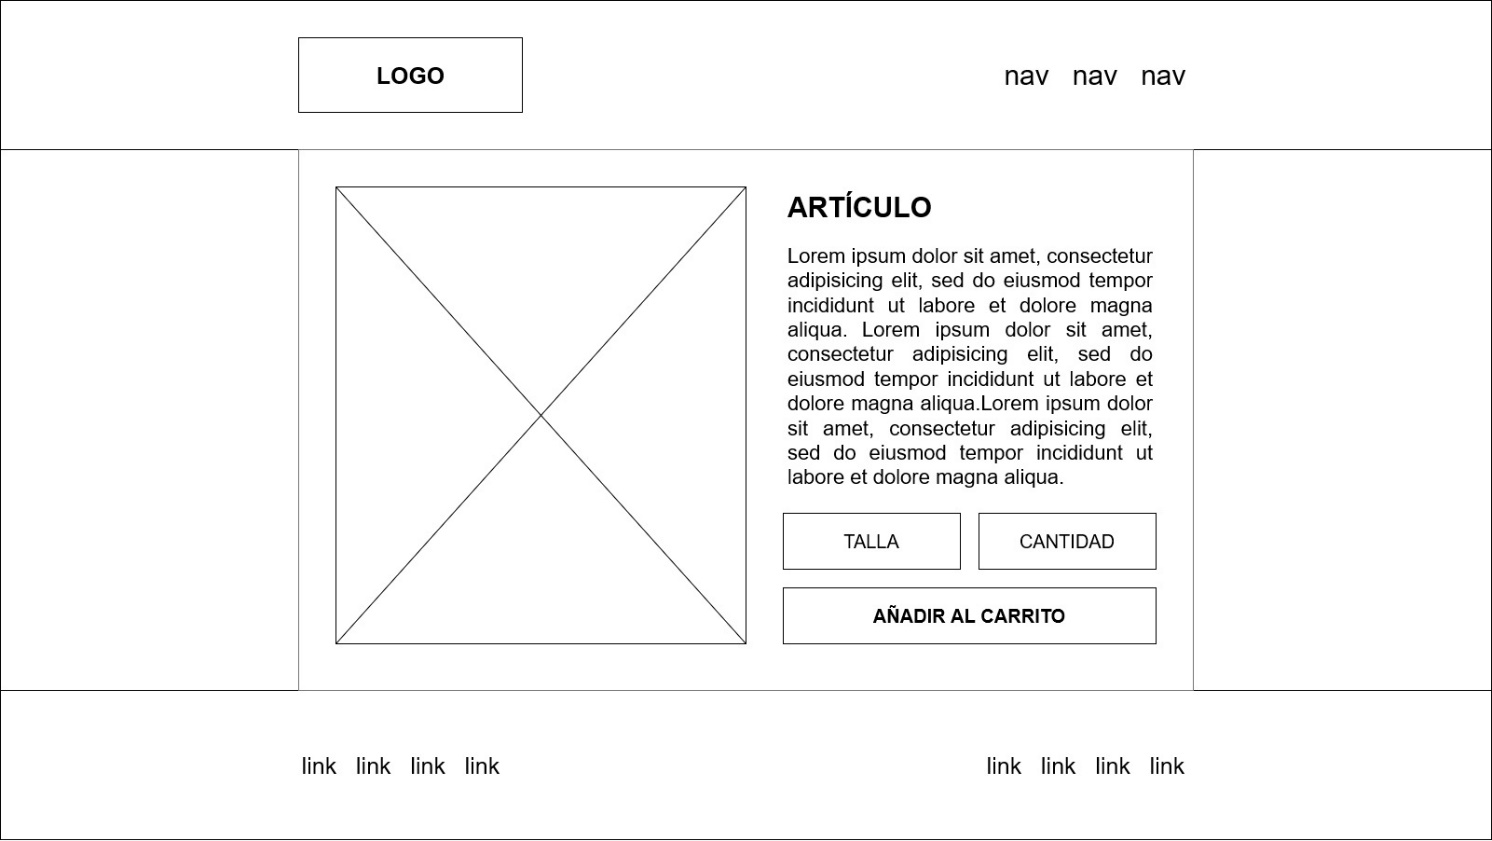 LOGO
nav nav nav
ARTÍCULO
Lorem ipsum dolor sit amet, consectetur
adipisicing elit, sed do eiusmod tempor
incididunt ut labore et dolore magna
aliqua. Lorem ipsum dolor sit amet,
consectetur adipisicing elit, sed do
eiusmod tempor incididunt ut labore et
dolore magna aliqua.Lorem ipsum dolor
sit amet, consectetur adipisicing elit,
sed do eiusmod tempor incididunt ut
labore et dolore magna aliqua.
TALLA
CANTIDAD
AÑADIR AL CARRITO
link link link link
link link link link